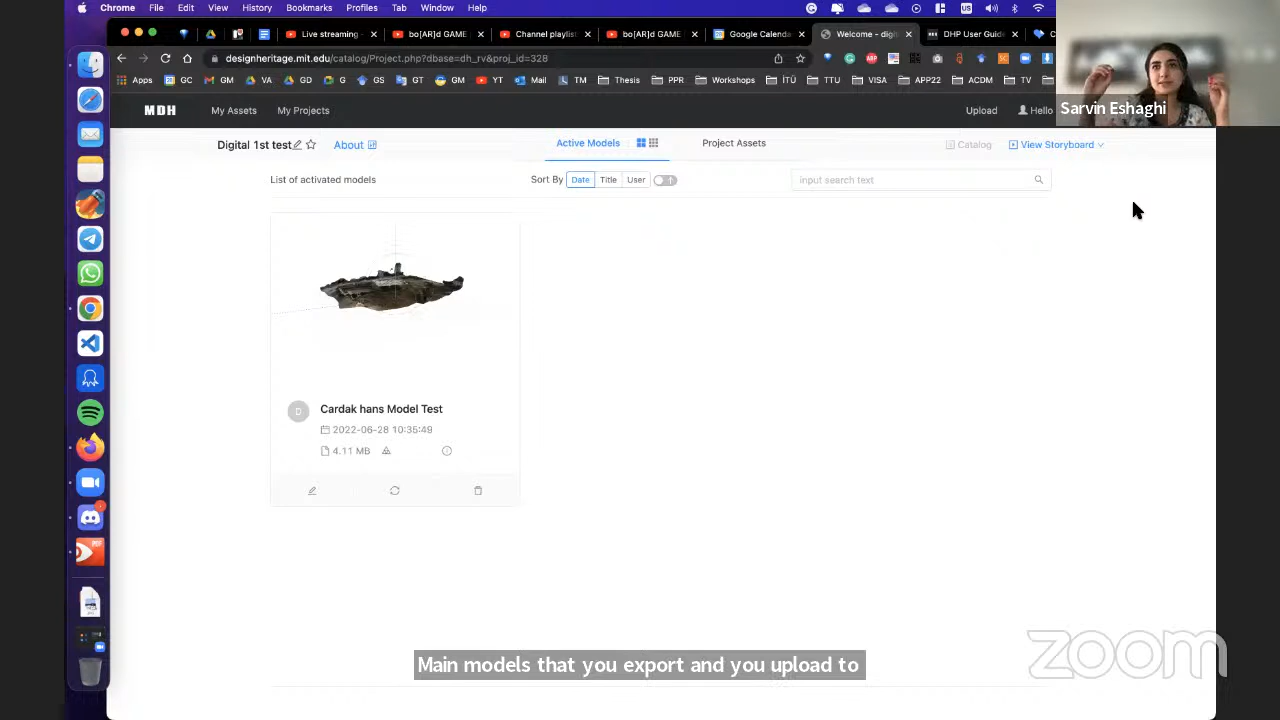 Chrome File Edit View History Bookmarks Profiles Tab Window Help US
Live streaming - bo[AR]d GAME Channel playlis bo[AR]d GAME Google Calenda Welcome - digit DHP User Guide
designheritage.mit.edu/catalog/Project.php?dbase=dh_rv&proj_id=328
Apps GC GM VA GD G GS GT GM YT Mail TM Thesis PPR Workshops İTÜ TTU VISA APP22 ACDM TV
Sarvin Eshaghi
MDH My Assets My Projects Upload Hello
Digital 1st test About Active Models Project Assets Catalog View Storyboard
List of activated models Sort By Date Title User input search text
D Cardak hans Model Test
2022-06-28 10:35:49
4.11 MB
Main models that you export and you upload to
zoom